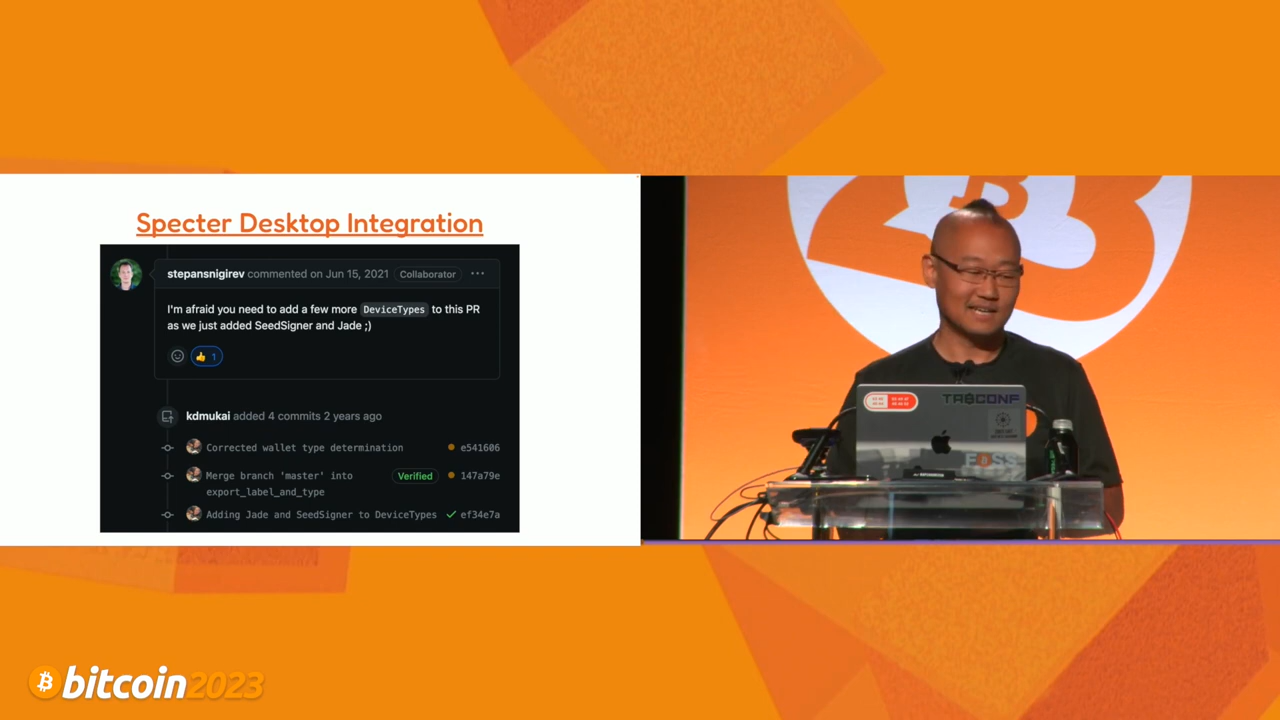 Specter Desktop Integration
stepansnigirev commented on Jun 15, 2021 Collaborator
I'm afraid you need to add a few more DeviceTypes to this PR
as we just added SeedSigner and Jade ;)
👍 1
kdmukai added 4 commits 2 years ago
Corrected wallet type determination e541606
Merge branch 'master' into Verified 147a79e
export_label_and_type
Adding Jade and SeedSigner to DeviceTypes ef34e7a
TABCONF
FOSS
bitcoin2023